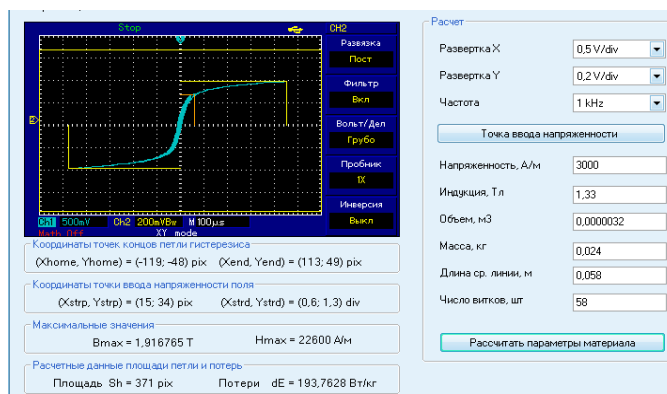 Stop
CH2
Развязка
Пост
Фильтр
Вкл
Вольт/Дел
Грубо
Пробник
1X
Инверсия
Выкл
Ch1 500mV Ch2 200mVBw M 100µs
Math Off XY mode
Координаты точек концов петли гистерезиса
(Xhome, Yhome) = (-119; -48) pix (Xend, Yend) = (113; 49) pix
Координаты точки ввода напряженности поля
(Xstrp, Ystrp) = (15; 34) pix (Xstrd, Ystrd) = (0,6; 1,3) div
Максимальные значения
Bmax = 1,916765 T Hmax = 22600 А/м
Расчетные данные площади петли и потерь
Площадь Sh = 371 pix Потери dE = 193,7628 Вт/кг
Расчет
Развертка X 0,5 V/div
Развертка Y 0,2 V/div
Частота 1 kHz
Точка ввода напряженности
Напряженность, А/м 3000
Индукция, Тл 1,33
Объем, м3 0,0000032
Масса, кг 0,024
Длина ср. линии, м 0,058
Число витков, шт 58
Рассчитать параметры материала